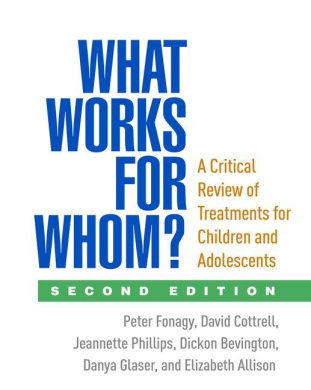 WHAT
WORKS
FOR
WHOM?
A Critical
Review of
Treatments for
Children and
Adolescents
SECOND EDITION
Peter Fonagy, David Cottrell,
Jeannette Phillips, Dickon Bevington,
Danya Glaser, and Elizabeth Allison